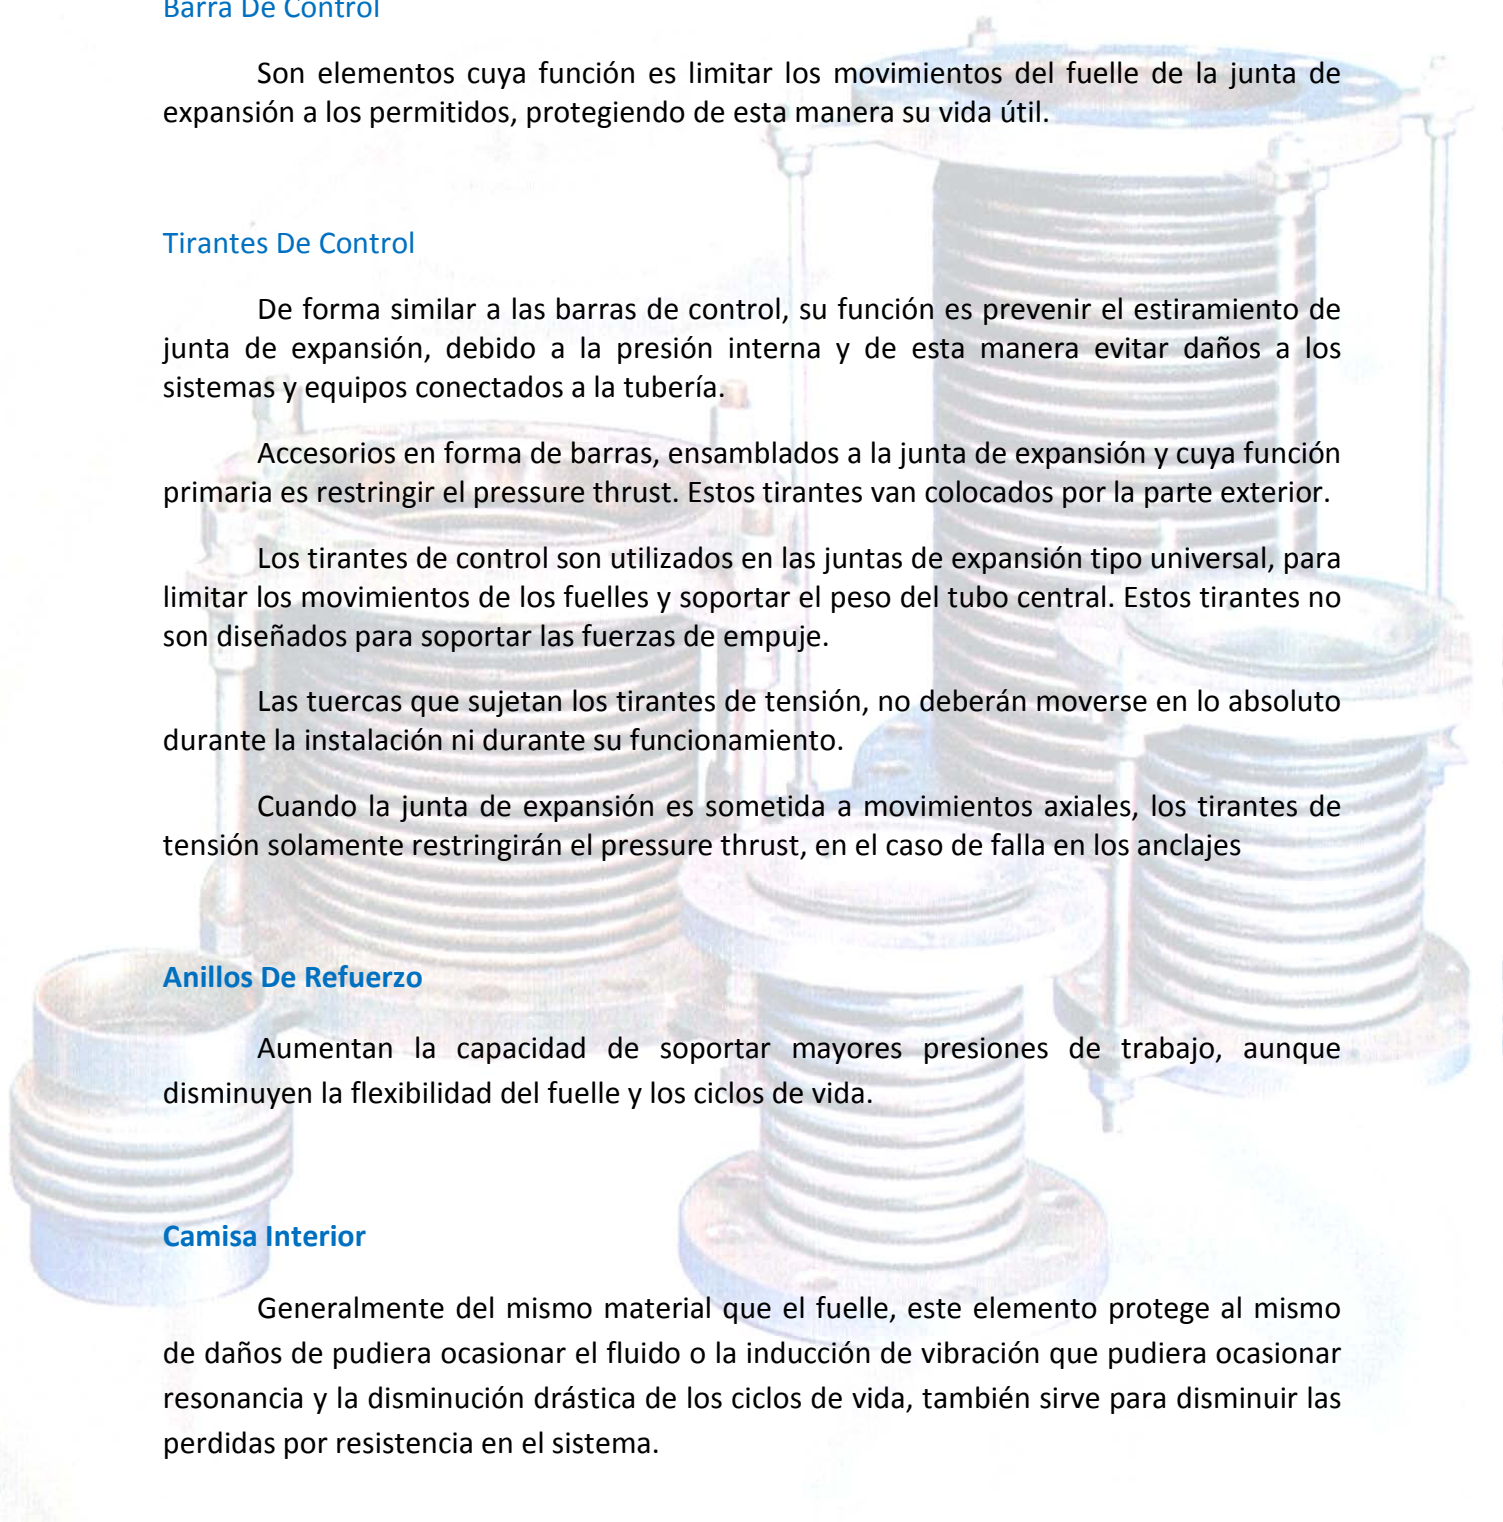 Barra De Control
Son elementos cuya función es limitar los movimientos del fuelle de la junta de
expansión a los permitidos, protegiendo de esta manera su vida útil.
Tirantes De Control
De forma similar a las barras de control, su función es prevenir el estiramiento de
junta de expansión, debido a la presión interna y de esta manera evitar daños a los
sistemas y equipos conectados a la tubería.
Accesorios en forma de barras, ensamblados a la junta de expansión y cuya función
primaria es restringir el pressure thrust. Estos tirantes van colocados por la parte exterior.
Los tirantes de control son utilizados en las juntas de expansión tipo universal, para
limitar los movimientos de los fuelles y soportar el peso del tubo central. Estos tirantes no
son diseñados para soportar las fuerzas de empuje.
Las tuercas que sujetan los tirantes de tensión, no deberán moverse en lo absoluto
durante la instalación ni durante su funcionamiento.
Cuando la junta de expansión es sometida a movimientos axiales, los tirantes de
tensión solamente restringirán el pressure thrust, en el caso de falla en los anclajes
Anillos De Refuerzo
Aumentan la capacidad de soportar mayores presiones de trabajo, aunque
disminuyen la flexibilidad del fuelle y los ciclos de vida.
Camisa Interior
Generalmente del mismo material que el fuelle, este elemento protege al mismo
de daños de pudiera ocasionar el fluido o la inducción de vibración que pudiera ocasionar
resonancia y la disminución drástica de los ciclos de vida, también sirve para disminuir las
perdidas por resistencia en el sistema.